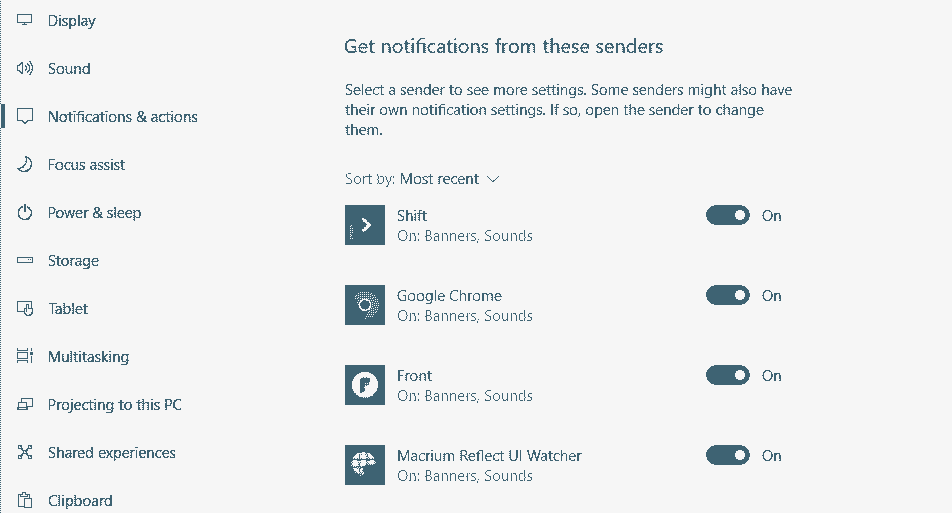 Display
Sound
Notifications & actions
Focus assist
Power & sleep
Storage
Tablet
Multitasking
Projecting to this PC
Shared experiences
Clipboard
Get notifications from these senders
Select a sender to see more settings. Some senders might also have
their own notification settings. If so, open the sender to change
them.
Sort by: Most recent
Shift
On: Banners, Sounds
On
Google Chrome
On: Banners, Sounds
On
Front
On: Banners, Sounds
On
Macrium Reflect UI Watcher
On: Banners, Sounds
On